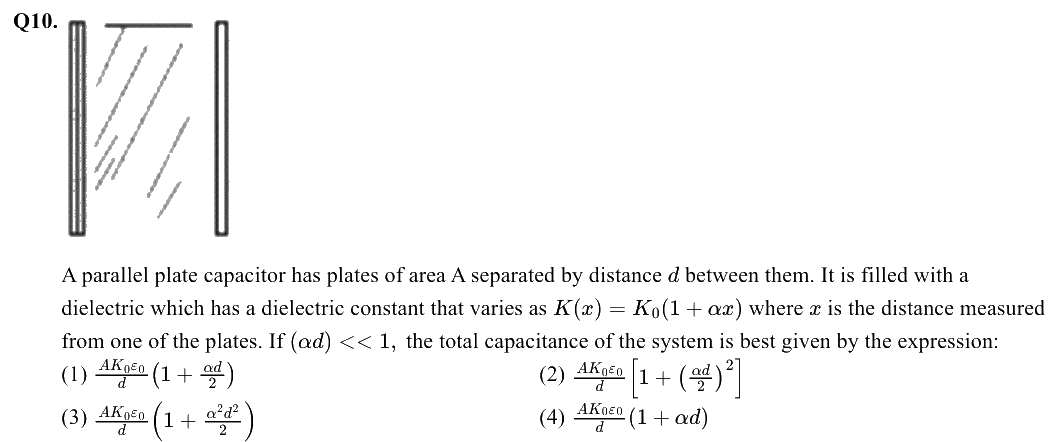 Q10.
A parallel plate capacitor has plates of area A separated by distance d between them. It is filled with a
dielectric which has a dielectric constant that varies as K(x) = K₀(1 + αx) where x is the distance measured
from one of the plates. If (αd) << 1, the total capacitance of the system is best given by the expression:
(1) AK₀ε₀/d (1 + αd/2) (2) AK₀ε₀/d [1 + (αd/2)²]
(3) AK₀ε₀/d (1 + α²d²/2) (4) AK₀ε₀/d (1 + αd)